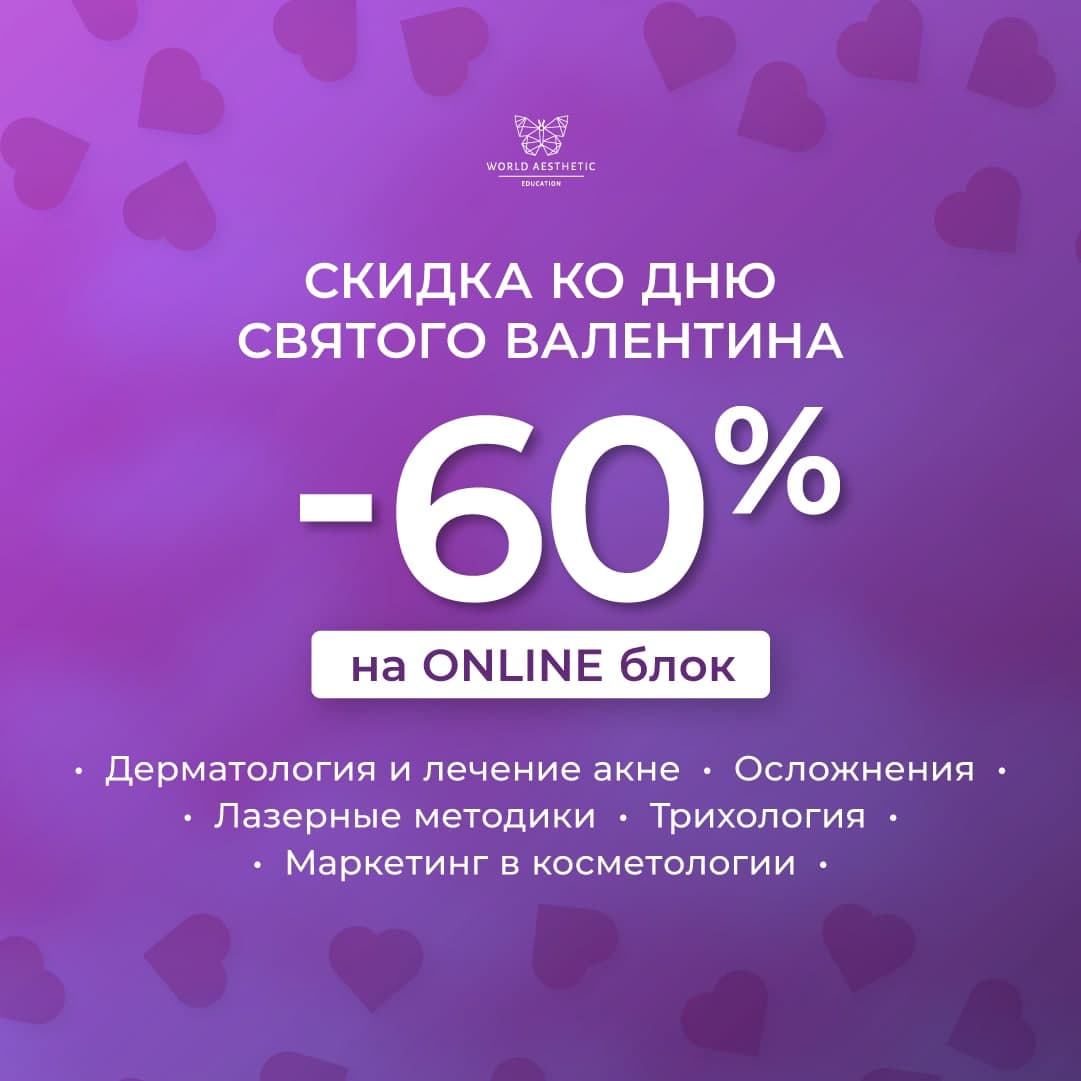 WORLD AESTHETIC
EDUCATION
СКИДКА КО ДНЮ
СВЯТОГО ВАЛЕНТИНА
-60%
на ONLINE блок
• Дерматология и лечение акне • Осложнения •
• Лазерные методики • Трихология •
• Маркетинг в косметологии •